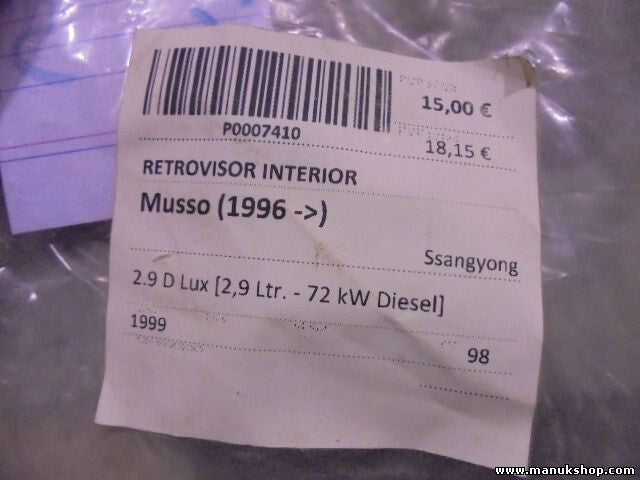 15,00 €
P0007410
18,15 €
RETROVISOR INTERIOR
Musso (1996 ->)
Ssangyong
2.9 D Lux [2,9 Ltr. - 72 kW Diesel]
1999
98
www.manukshop.com